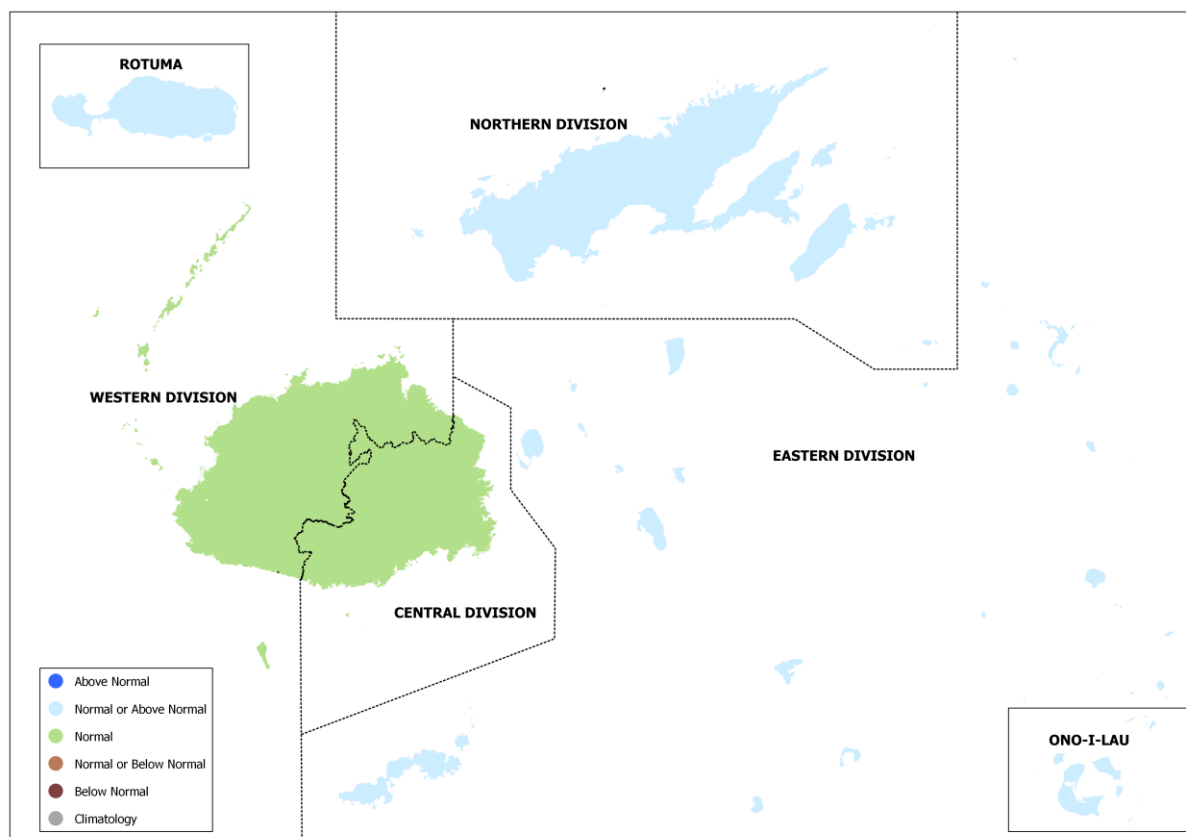 ROTUMA
NORTHERN DIVISION
WESTERN DIVISION
EASTERN DIVISION
CENTRAL DIVISION
Above Normal
Normal or Above Normal
Normal
Normal or Below Normal
Below Normal
Climatology
ONO-I-LAU